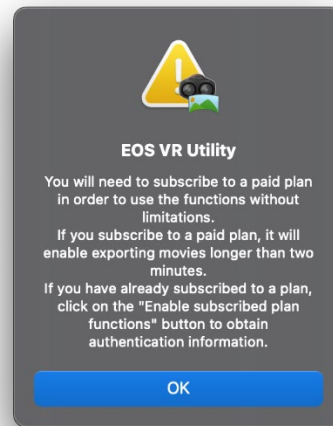 EOS VR Utility
You will need to subscribe to a paid plan
in order to use the functions without
limitations.
If you subscribe to a paid plan, it will
enable exporting movies longer than two
minutes.
If you have already subscribed to a plan,
click on the "Enable subscribed plan
functions" button to obtain
authentication information.
OK